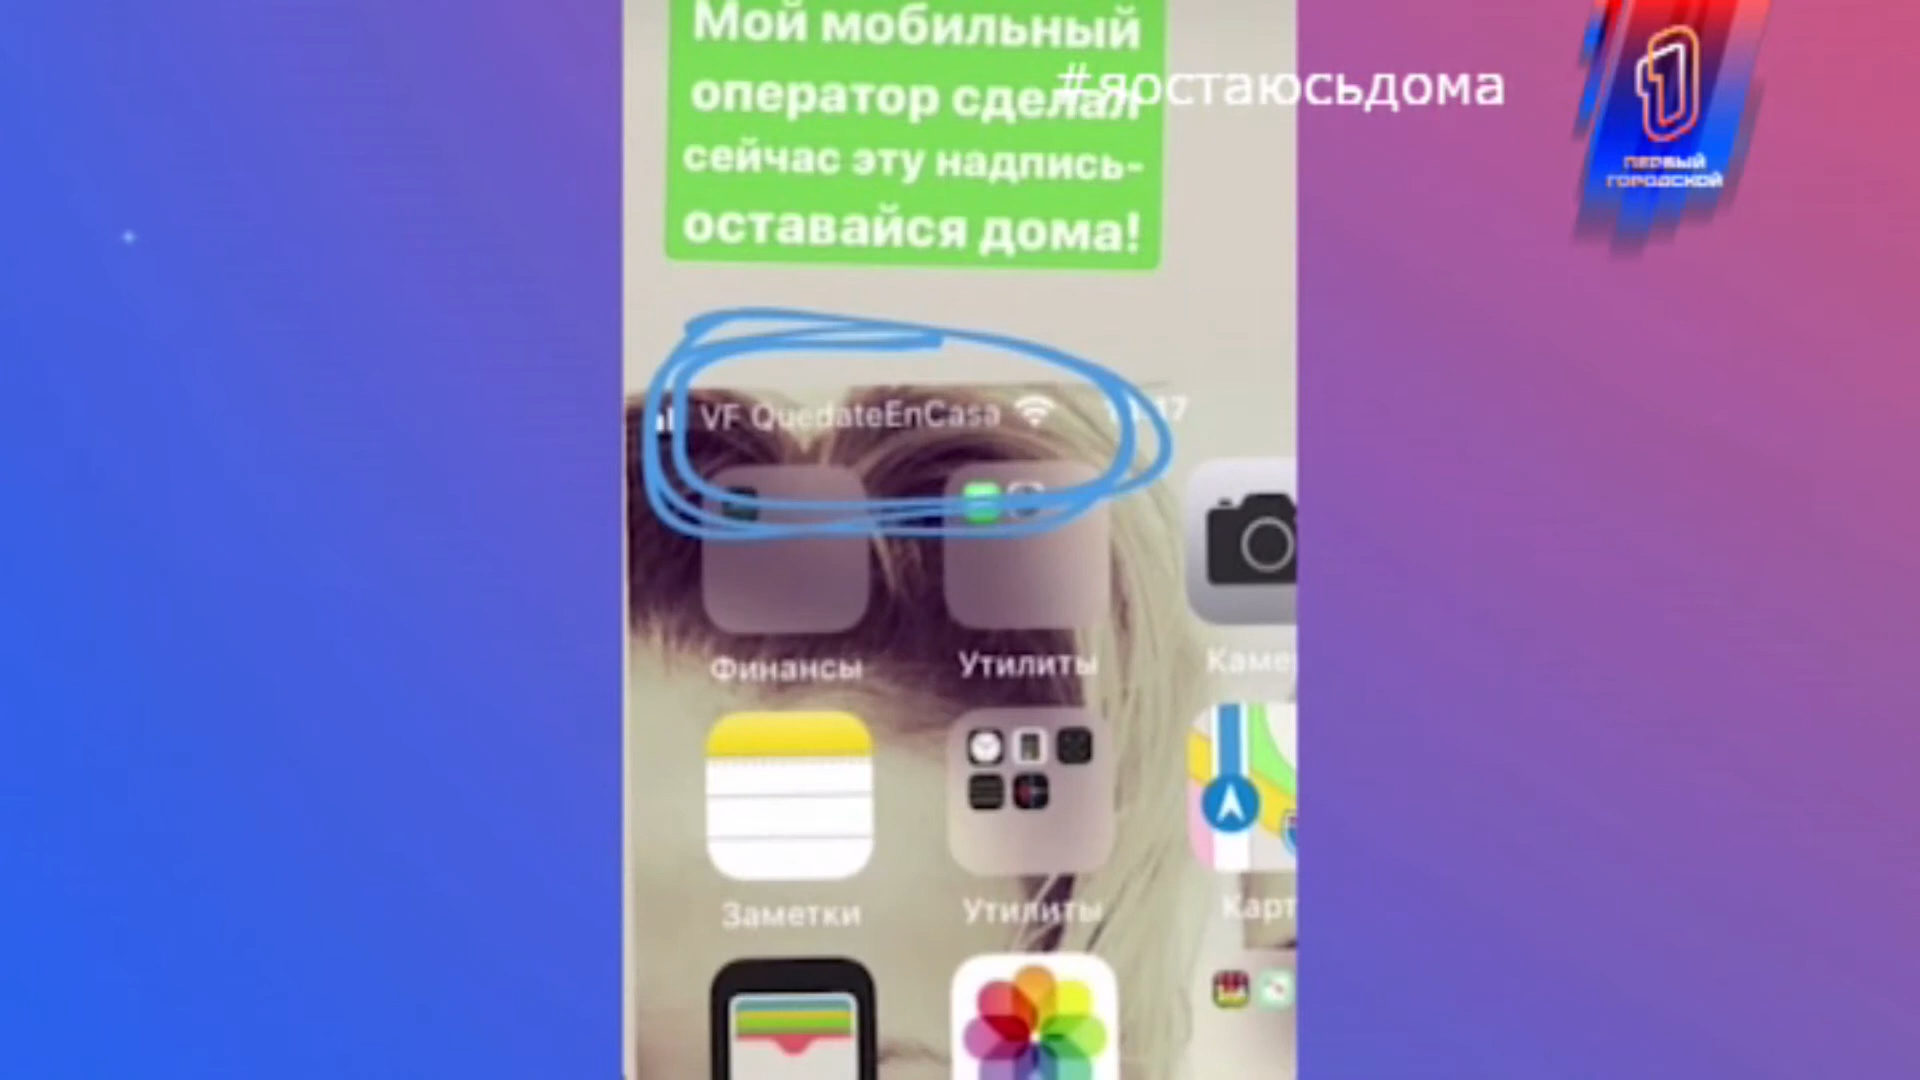 Мой мобильный
оператор сделал
сейчас эту надпись-
оставайся дома!
#яостаюсьдома
ПЕРВЫЙ
ГОРОДСКОЙ
VF QuedateEnCasa
Финансы
Утилиты
Заметки
Утилиты